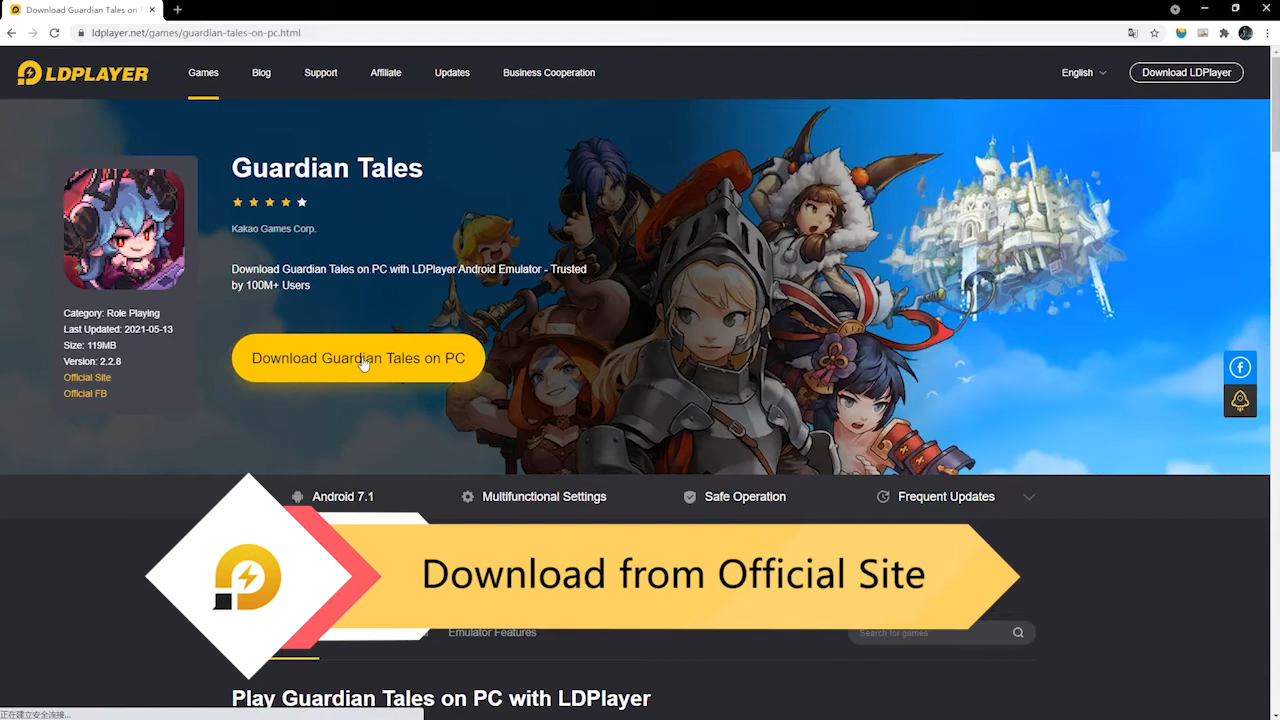 Download Guardian Tales on
ldplayer.net/games/guardian-tales-on-pc.html
LDPLAYER
Games
Blog
Support
Affiliate
Updates
Business Cooperation
English
Download LDPlayer
Guardian Tales
Kakao Games Corp.
Download Guardian Tales on PC with LDPlayer Android Emulator - Trusted
by 100M+ Users
Category: Role Playing
Last Updated: 2021-05-13
Size: 119MB
Version: 2.2.8
Official Site
Official FB
Download Guardian Tales on PC
Android 7.1
Multifunctional Settings
Safe Operation
Frequent Updates
Download from Official Site
Emulator Features
Search for games
Play Guardian Tales on PC with LDPlayer
正在建立安全连接...